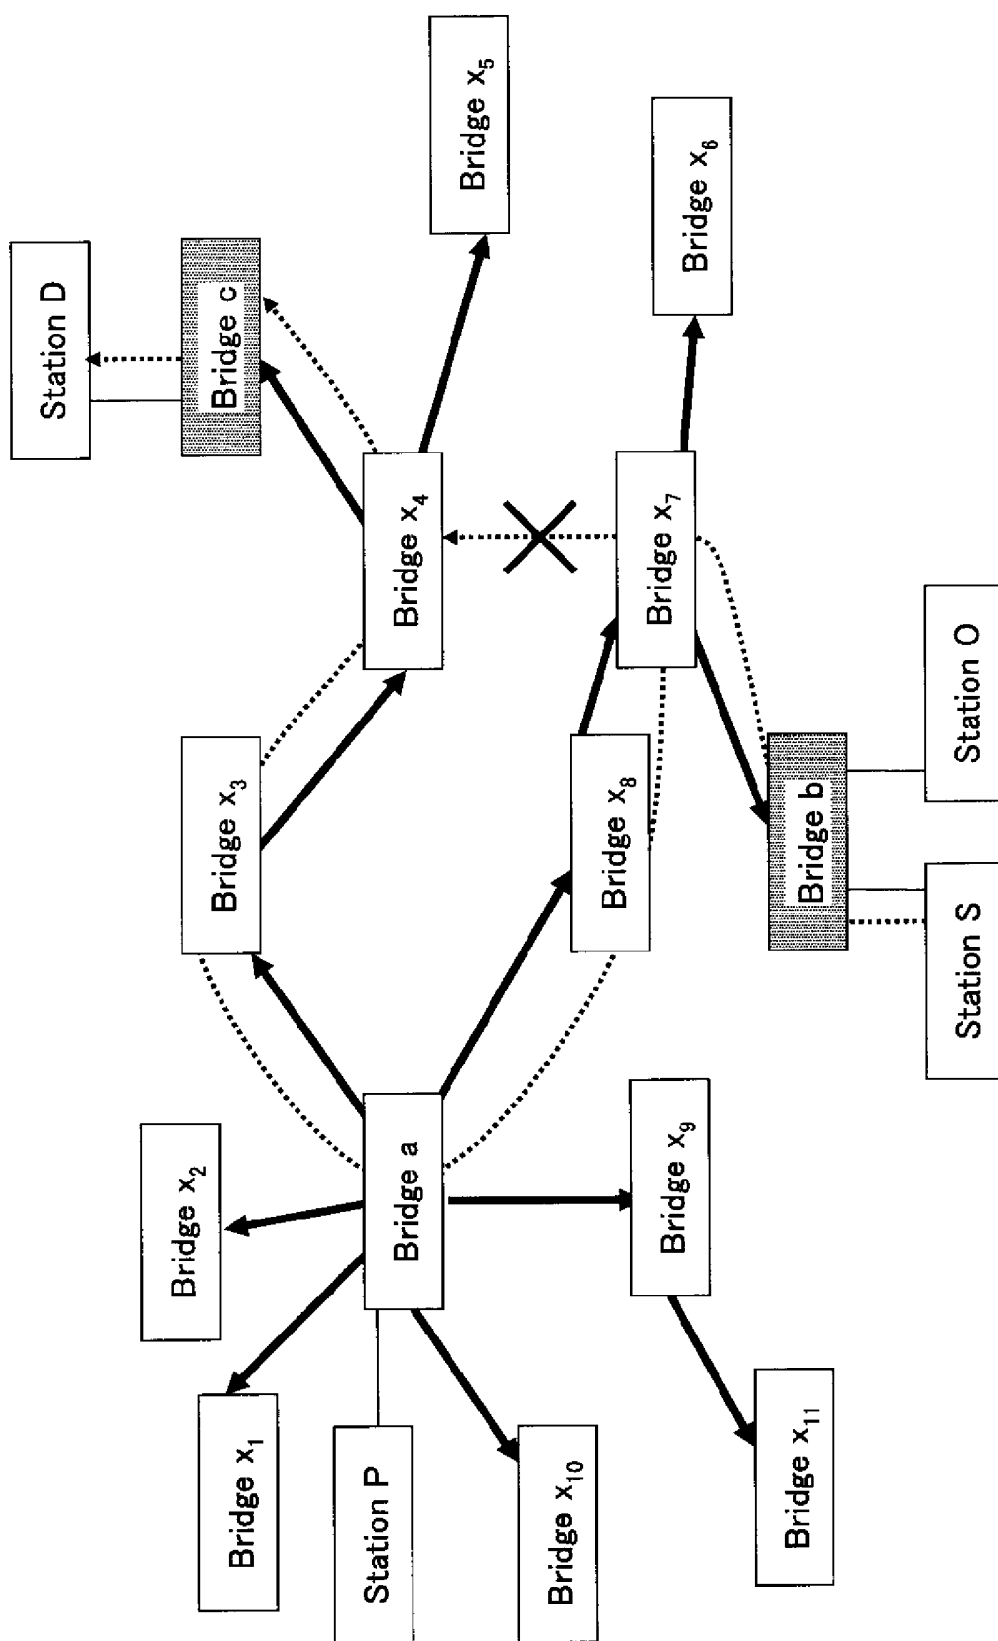 Station D
Bridge c
Bridge x5
Bridge x6
Bridge x4
Bridge x7
Bridge x3
Bridge x8
Bridge b
Station O
Station S
Bridge x2
Bridge a
Bridge x9
Bridge x1
Station P
Bridge x10
Bridge x11